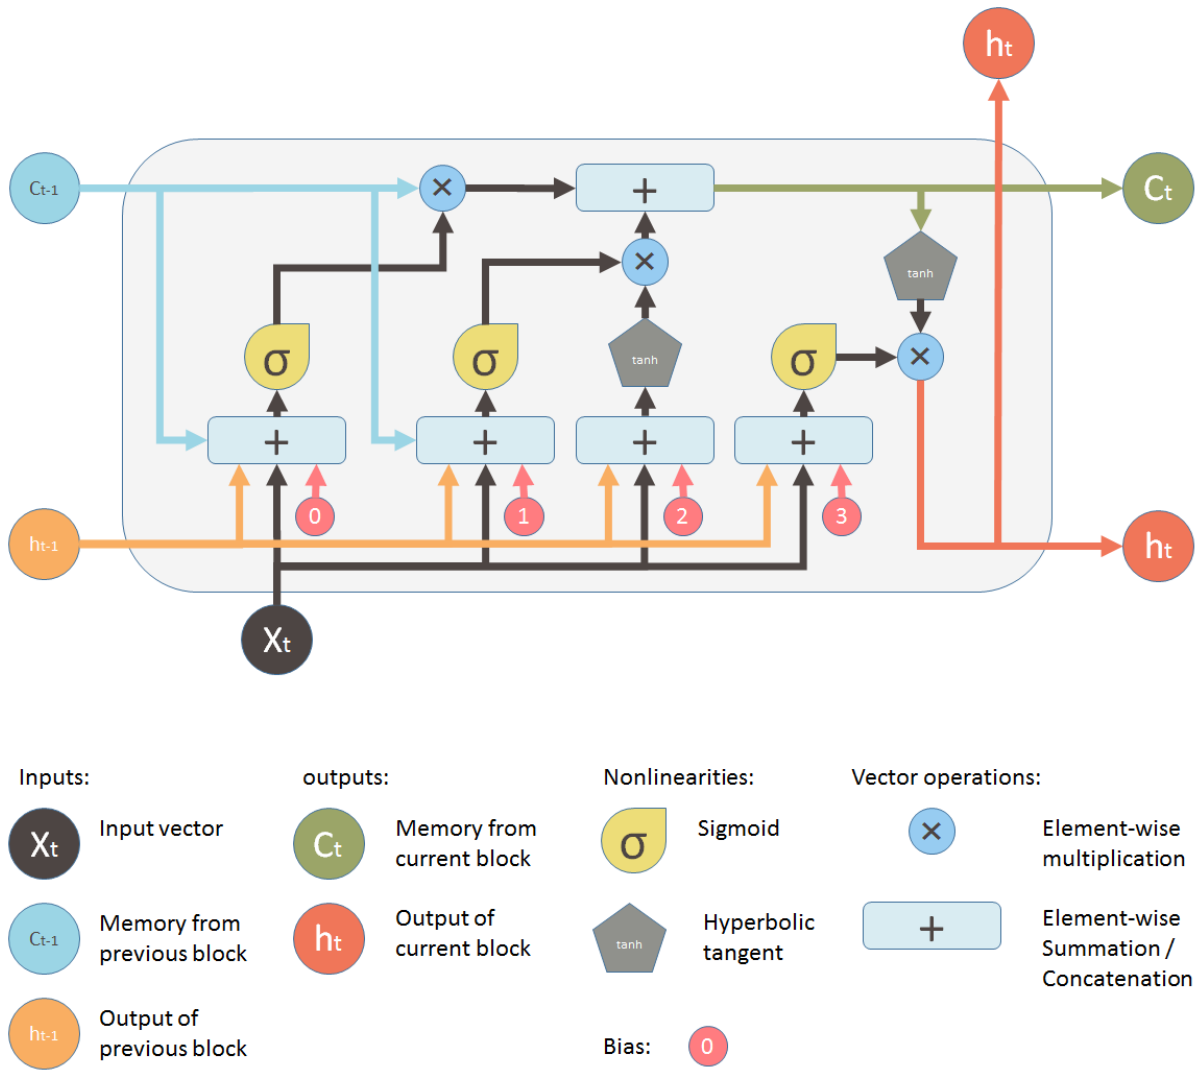 ht
Ct-1
×
+
Ct
tanh
×
σ
σ
tanh
σ
×
+
+
+
+
0
1
2
3
ht-1
ht
Xt
Inputs:
outputs:
Nonlinearities:
Vector operations:
Xt
Input vector
Ct
Memory from
current block
σ
Sigmoid
×
Element-wise
multiplication
Ct-1
Memory from
previous block
ht
Output of
current block
tanh
Hyperbolic
tangent
+
Element-wise
Summation /
Concatenation
ht-1
Output of
previous block
Bias:
0